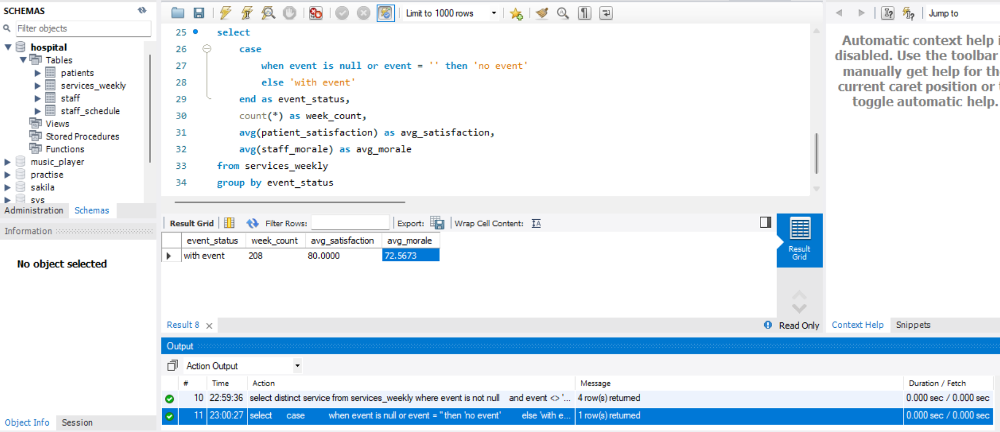 SCHEMAS
Filter objects
hospital
Tables
patients
services_weekly
staff
staff_schedule
Views
Stored Procedures
Functions
music_player
practise
sakila
sys
Administration Schemas
Information
No object selected
Object Info Session
Limit to 1000 rows
25 select
26 case
27 when event is null or event = '' then 'no event'
28 else 'with event'
29 end as event_status,
30 count(*) as week_count,
31 avg(patient_satisfaction) as avg_satisfaction,
32 avg(staff_morale) as avg_morale
33 from services_weekly
34 group by event_status
Result Grid Filter Rows: Export: Wrap Cell Content:
event_status week_count avg_satisfaction avg_morale
with event 208 80.0000 72.5673
Result
Grid
Result 8 Read Only
Jump to
Automatic context help i
disabled. Use the toolbar
manually get help for the
current caret position or t
toggle automatic help.
Context Help Snippets
Output
Action Output
# Time Action Message Duration / Fetch
10 22:59:36 select distinct service from services_weekly where event is not null and event <> '... 4 row(s) returned 0.000 sec / 0.000 sec
11 23:00:27 select case when event is null or event = '' then 'no event' else 'with e... 1 row(s) returned 0.000 sec / 0.000 sec